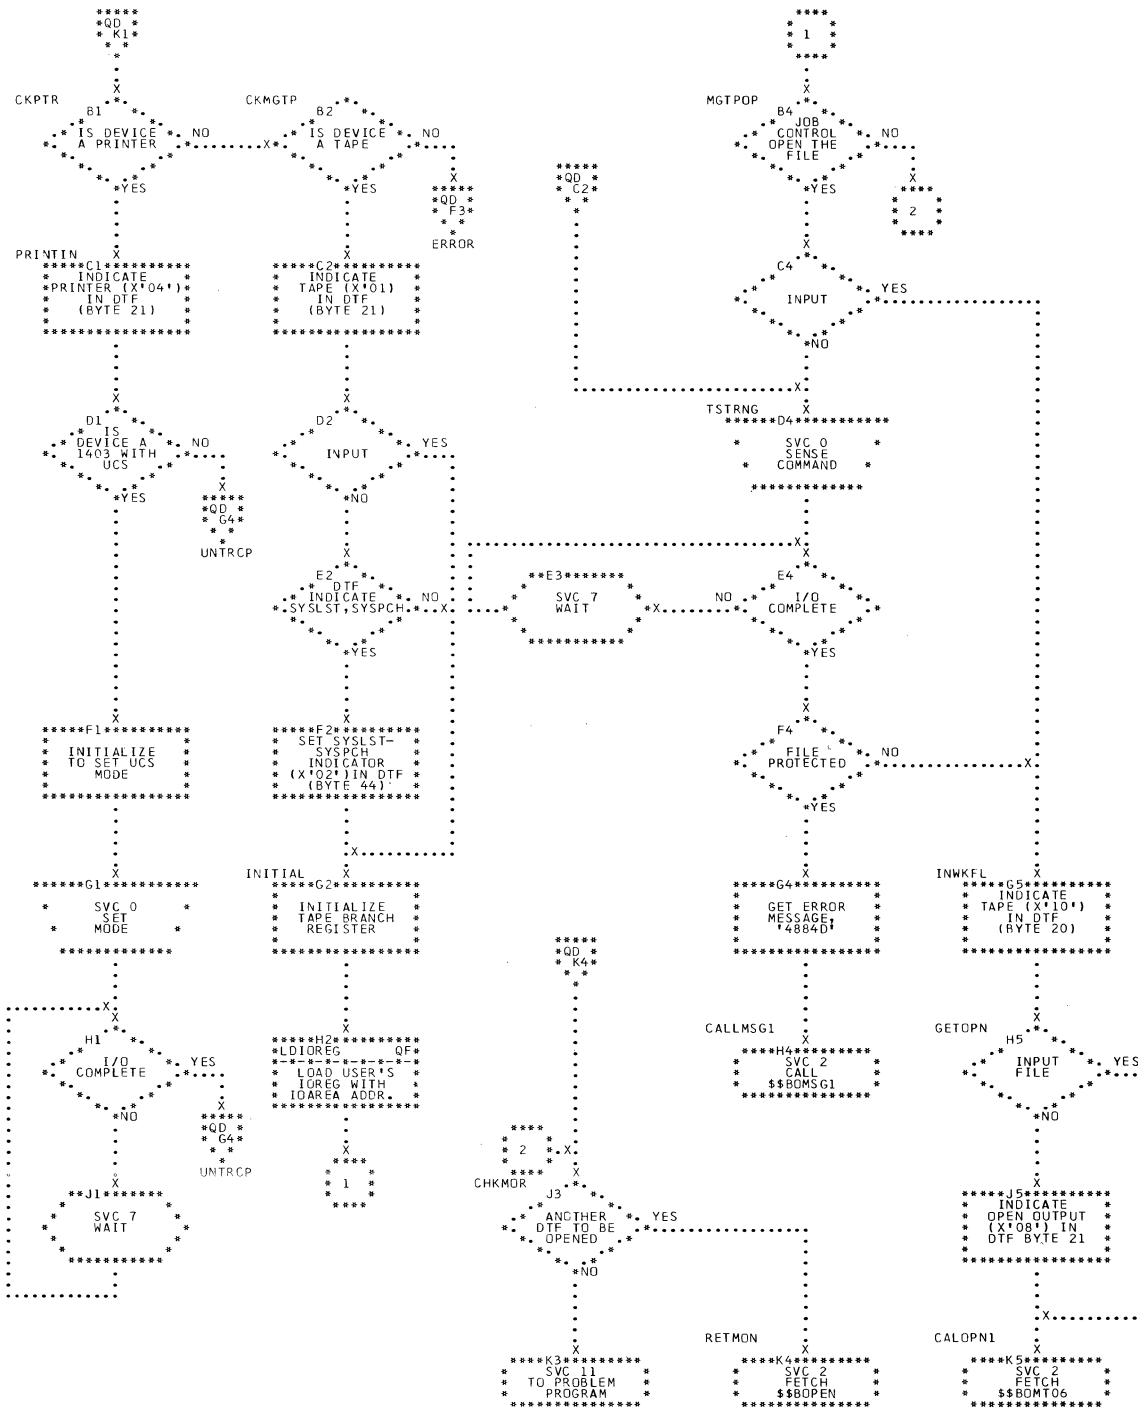 QD
K1
CKPTR
B1
IS DEVICE
A PRINTER
NO
YES
CKMGTP
B2
IS DEVICE
A TAPE
NO
YES
QD
F3
ERROR
PRINTIN
C1
INDICATE
PRINTER (X'04')
IN DTF
(BYTE 21)
C2
INDICATE
TAPE (X'01)
IN DTF
(BYTE 21)
D1
IS
DEVICE A
1403 WITH
UCS
NO
YES
QD
G4
UNTRCP
D2
INPUT
YES
NO
E2
DTF
INDICATE
SYSLST,SYSPCH
NO
YES
F1
INITIALIZE
TO SET UCS
MODE
F2
SET SYSLST-
SYSPCH
INDICATOR
(X'02')IN DTF
(BYTE 44)
G1
SVC 0
SET
MODE
INITIAL
G2
INITIALIZE
TAPE BRANCH
REGISTER
H1
I/O
COMPLETE
YES
NO
QD
G4
UNTRCP
H2
LDIOREG QF
LOAD USER'S
IOREG WITH
IOAREA ADDR.
1
J1
SVC 7
WAIT
1
MGTPOP
B4
JOB
CONTROL
OPEN THE
FILE
NO
YES
2
QD
C2
C4
INPUT
YES
NO
TSTRNG
D4
SVC 0
SENSE
COMMAND
E3
SVC 7
WAIT
E4
I/O
COMPLETE
NO
YES
F4
FILE
PROTECTED
NO
YES
G4
GET ERROR
MESSAGE,
'4884D'
INWKFL
G5
INDICATE
TAPE (X'10')
IN DTF
(BYTE 20)
QD
K4
CALLMSG1
H4
SVC 2
CALL
$$BOMSG1
GETOPN
H5
INPUT
FILE
YES
NO
2
CHKMOR
J3
ANOTHER
DTF TO BE
OPENED
YES
NO
J5
INDICATE
OPEN OUTPUT
(X'08') IN
DTF BYTE 21
K3
SVC 11
TO PROBLEM
PROGRAM
RETMON
K4
SVC 2
FETCH
$$BOPEN
CALOPN1
K5
SVC 2
FETCH
$$BOMT06